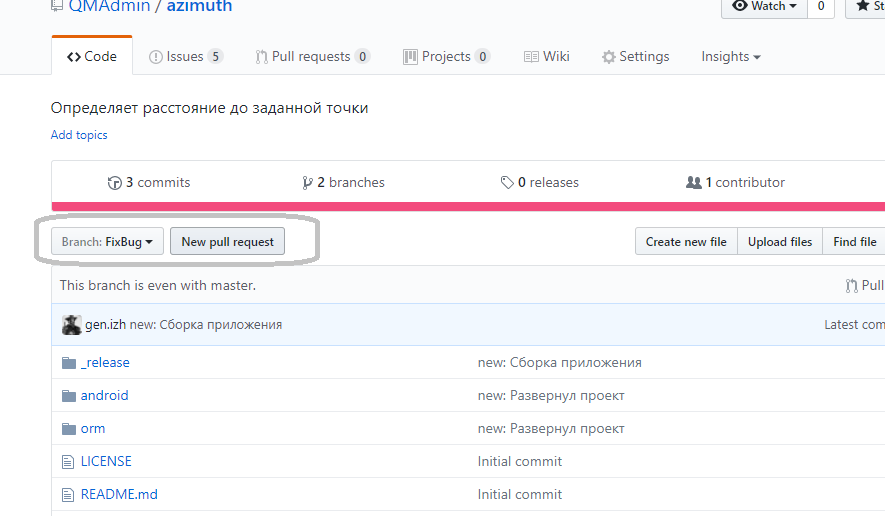 QMAdmin / azimuth Watch 0 St
Code Issues 5 Pull requests 0 Projects 0 Wiki Settings Insights
Определяет расстояние до заданной точки
Add topics
3 commits 2 branches 0 releases 1 contributor
Branch: FixBug New pull request Create new file Upload files Find file
This branch is even with master. Pull
gen.izh new: Сборка приложения Latest com
_release new: Сборка приложения
android new: Развернул проект
orm new: Развернул проект
LICENSE Initial commit
README.md Initial commit